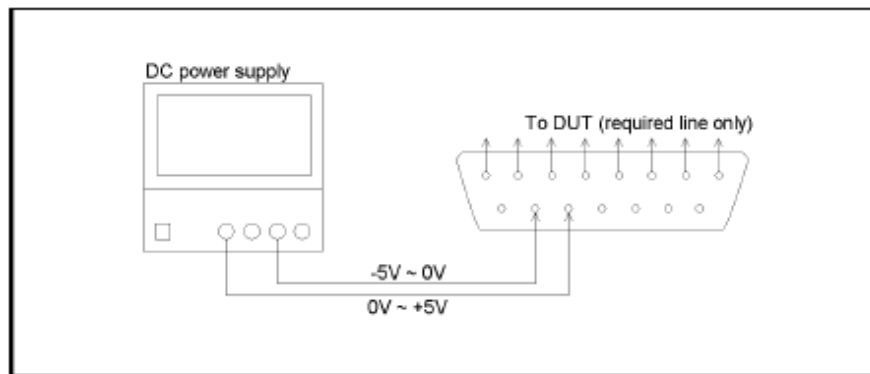 DC power supply
To DUT (required line only)
-5V ~ 0V
0V ~ +5V